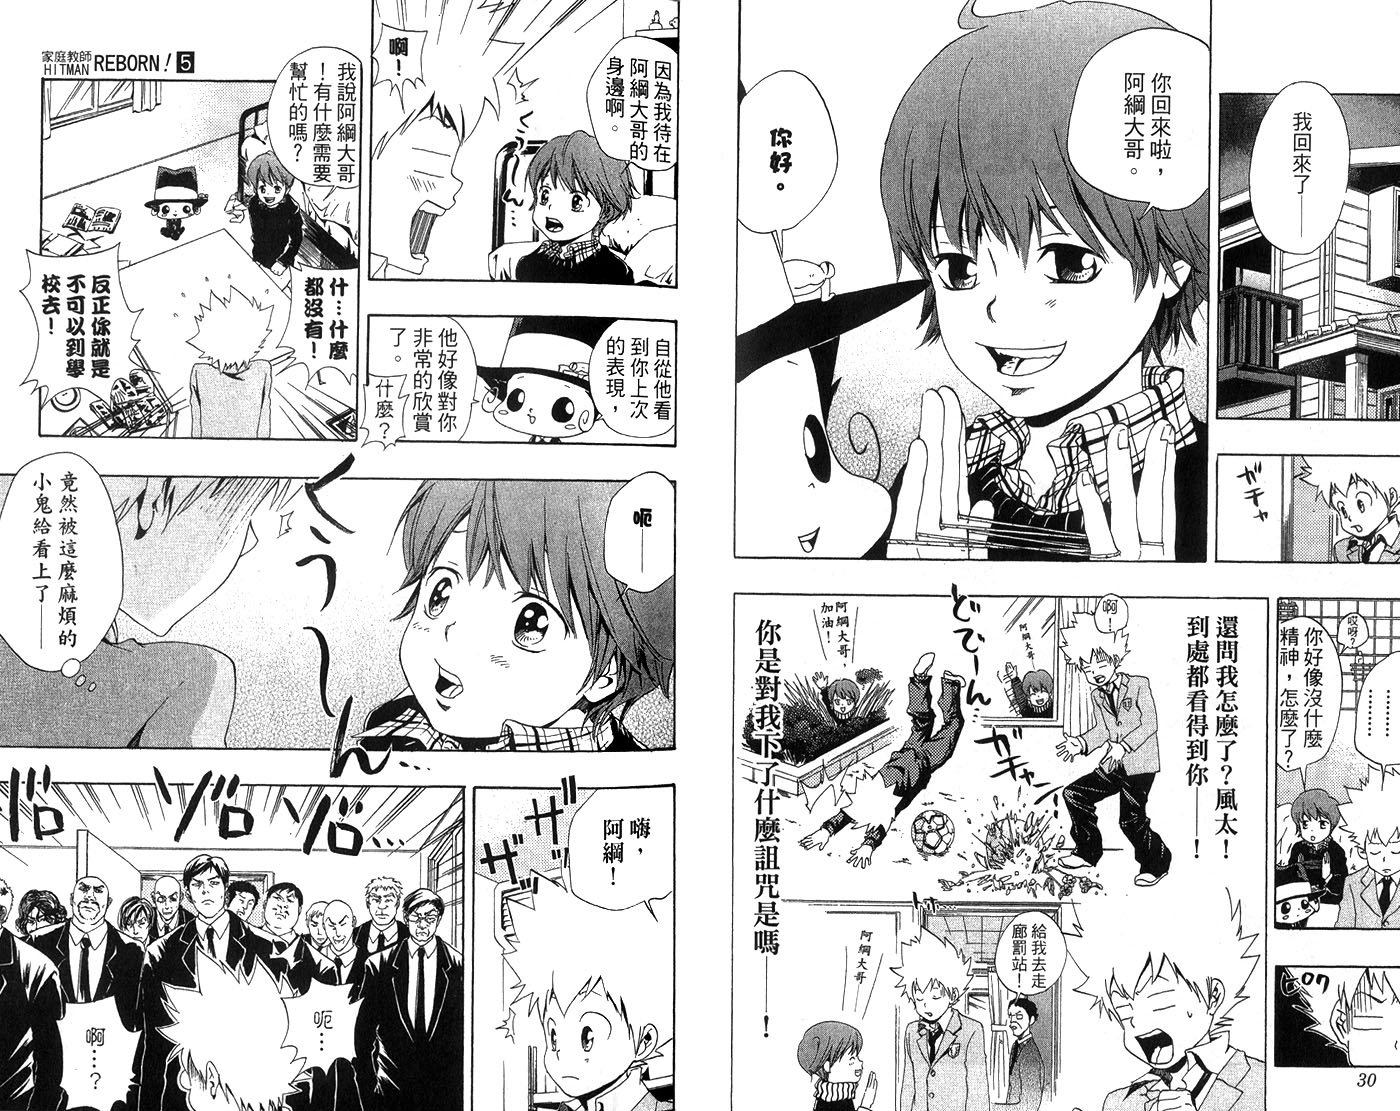 我回來了——
ガチャ
你回來啦，
阿綱大哥。
你好。
………
………
哎呀？
你好像沒什麼
精神，怎麼了？
還問我怎麼了？風太！
到處都看得到你——！
啊！
阿綱大哥—
ガチャーン
どてーん…
阿綱大哥，
加油！
給我去走
廊罰站！
阿綱大哥—
你是對我下了什麼詛咒是嗎——！
30
家庭教師
HITMAN REBORN! 5
因為我待在
阿綱大哥的
身邊啊。
啊！
くぅーん…
我說阿綱大哥
！有什麼需要
幫忙的嗎？
什…什麼
都沒有！
反正你就是
不可以到學
校去！
自從他看
到你上次
的表現，
他好像對你
非常的欣賞
了。
什麼？
呃—
くぅーん…
竟然被這麼麻煩的
小鬼給看上了——
嗨，
阿綱！
ゾロ
ゾロ
ゾロ…
呃…？
啊…？